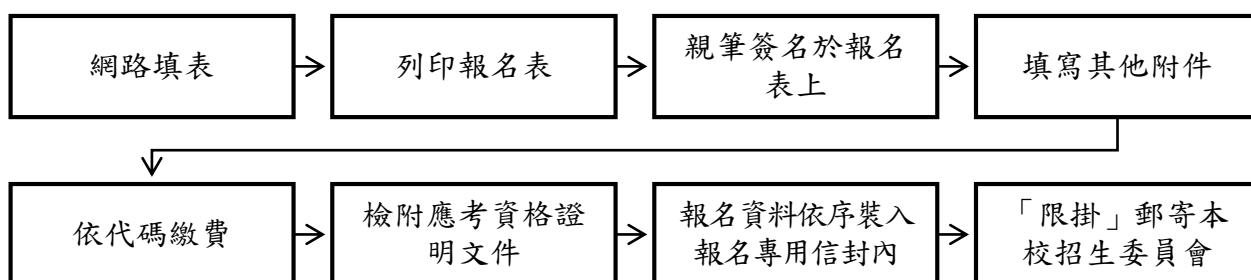 網路填表
列印報名表
親筆簽名於報名
表上
填寫其他附件
依代碼繳費
檢附應考資格證
明文件
報名資料依序裝入
報名專用信封內
「限掛」郵寄本
校招生委員會